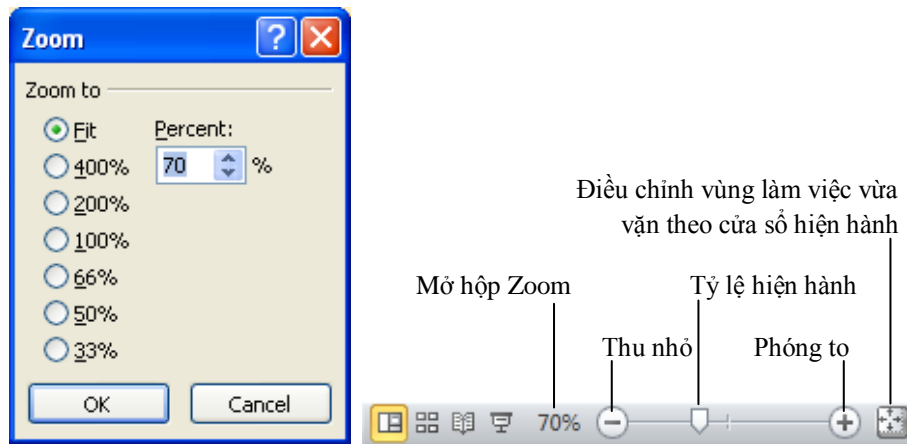 Zoom
Zoom to
Fit
Percent:
400%
70 %
200%
100%
66%
50%
33%
OK
Cancel
Điều chỉnh vùng làm việc vừa
vặn theo cửa sổ hiện hành
Mở hộp Zoom
Tỷ lệ hiện hành
Thu nhỏ
Phóng to
70%